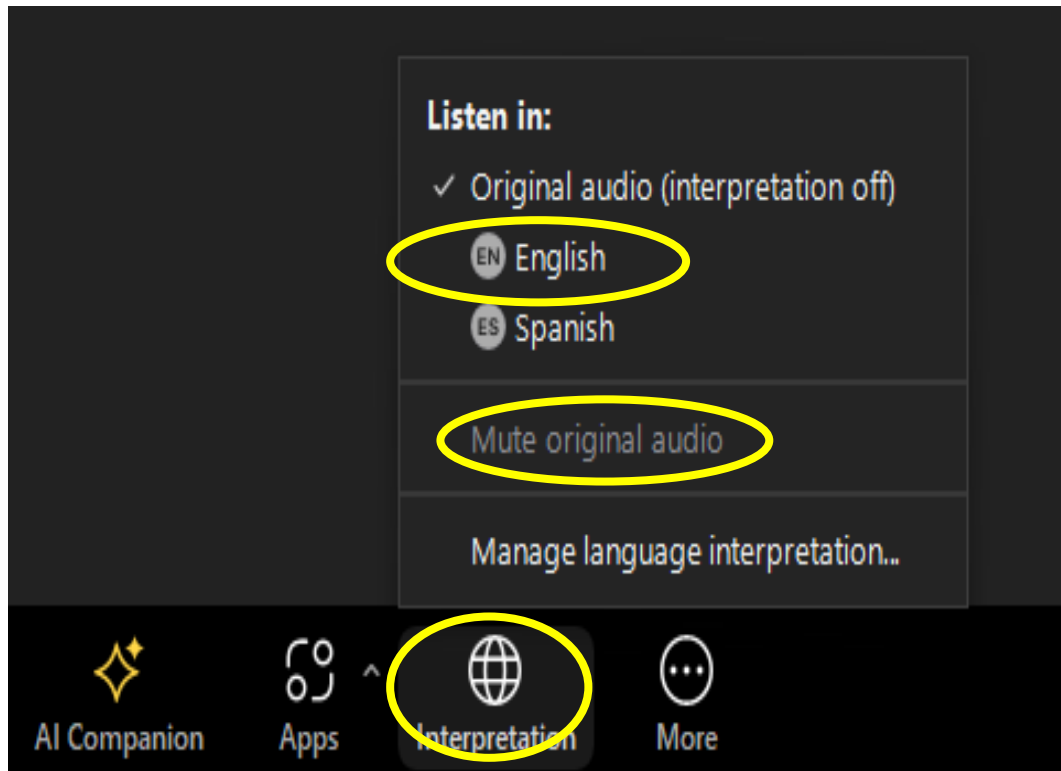 Listen in:
✓ Original audio (interpretation off)
EN English
ES Spanish
Mute original audio
Manage language interpretation...
AI Companion
Apps
Interpretation
More